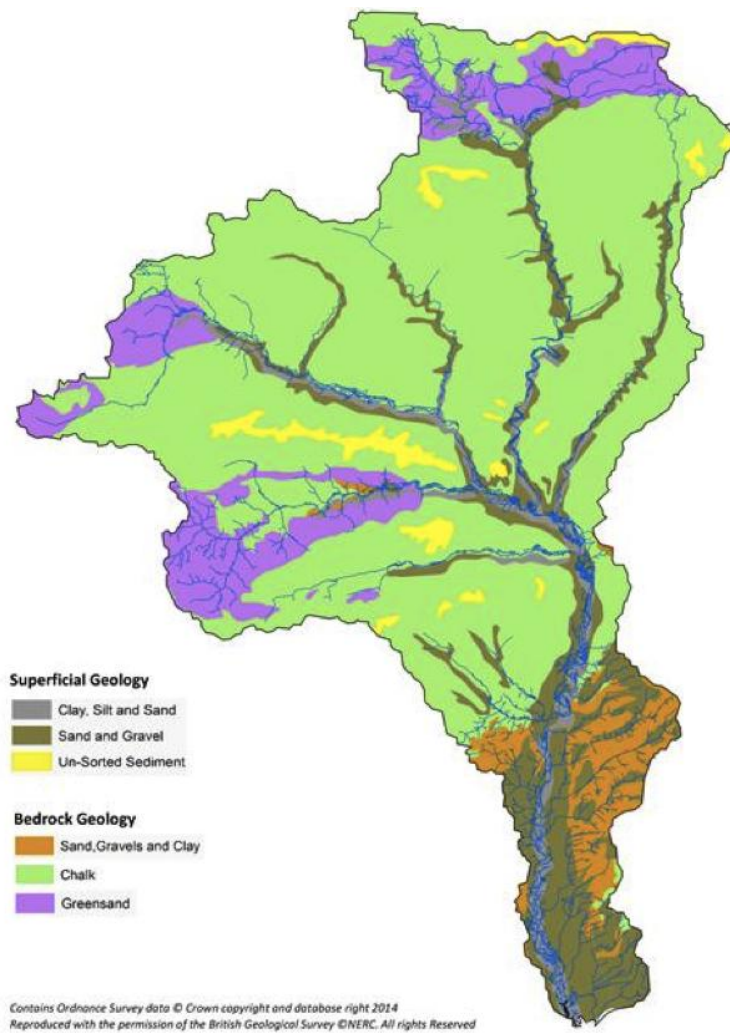 Superficial Geology
Clay, Silt and Sand
Sand and Gravel
Un-Sorted Sediment
Bedrock Geology
Sand,Gravels and Clay
Chalk
Greensand
Contains Ordnance Survey data © Crown copyright and database right 2014
Reproduced with the permission of the British Geological Survey ©NERC. All rights Reserved